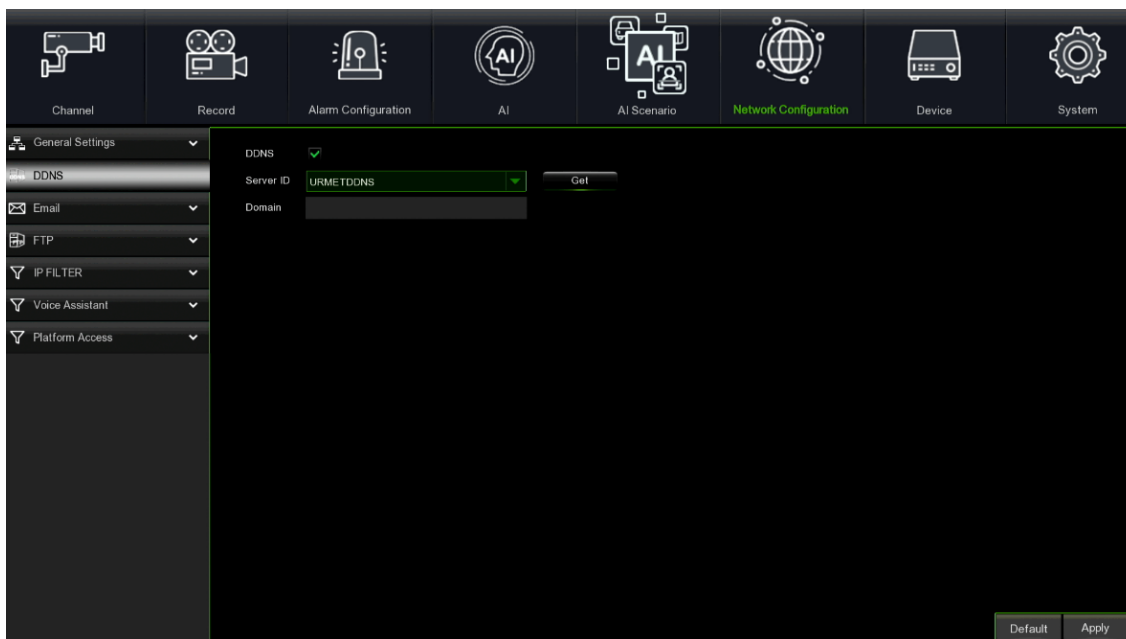 Channel
Record
Alarm Configuration
AI
AI
AI
AI Scenario
Network Configuration
Device
System
General Settings
DDNS
Email
FTP
IP FILTER
Voice Assistant
Platform Access
DDNS
Server ID URMETDDNS Get
Domain
Default Apply